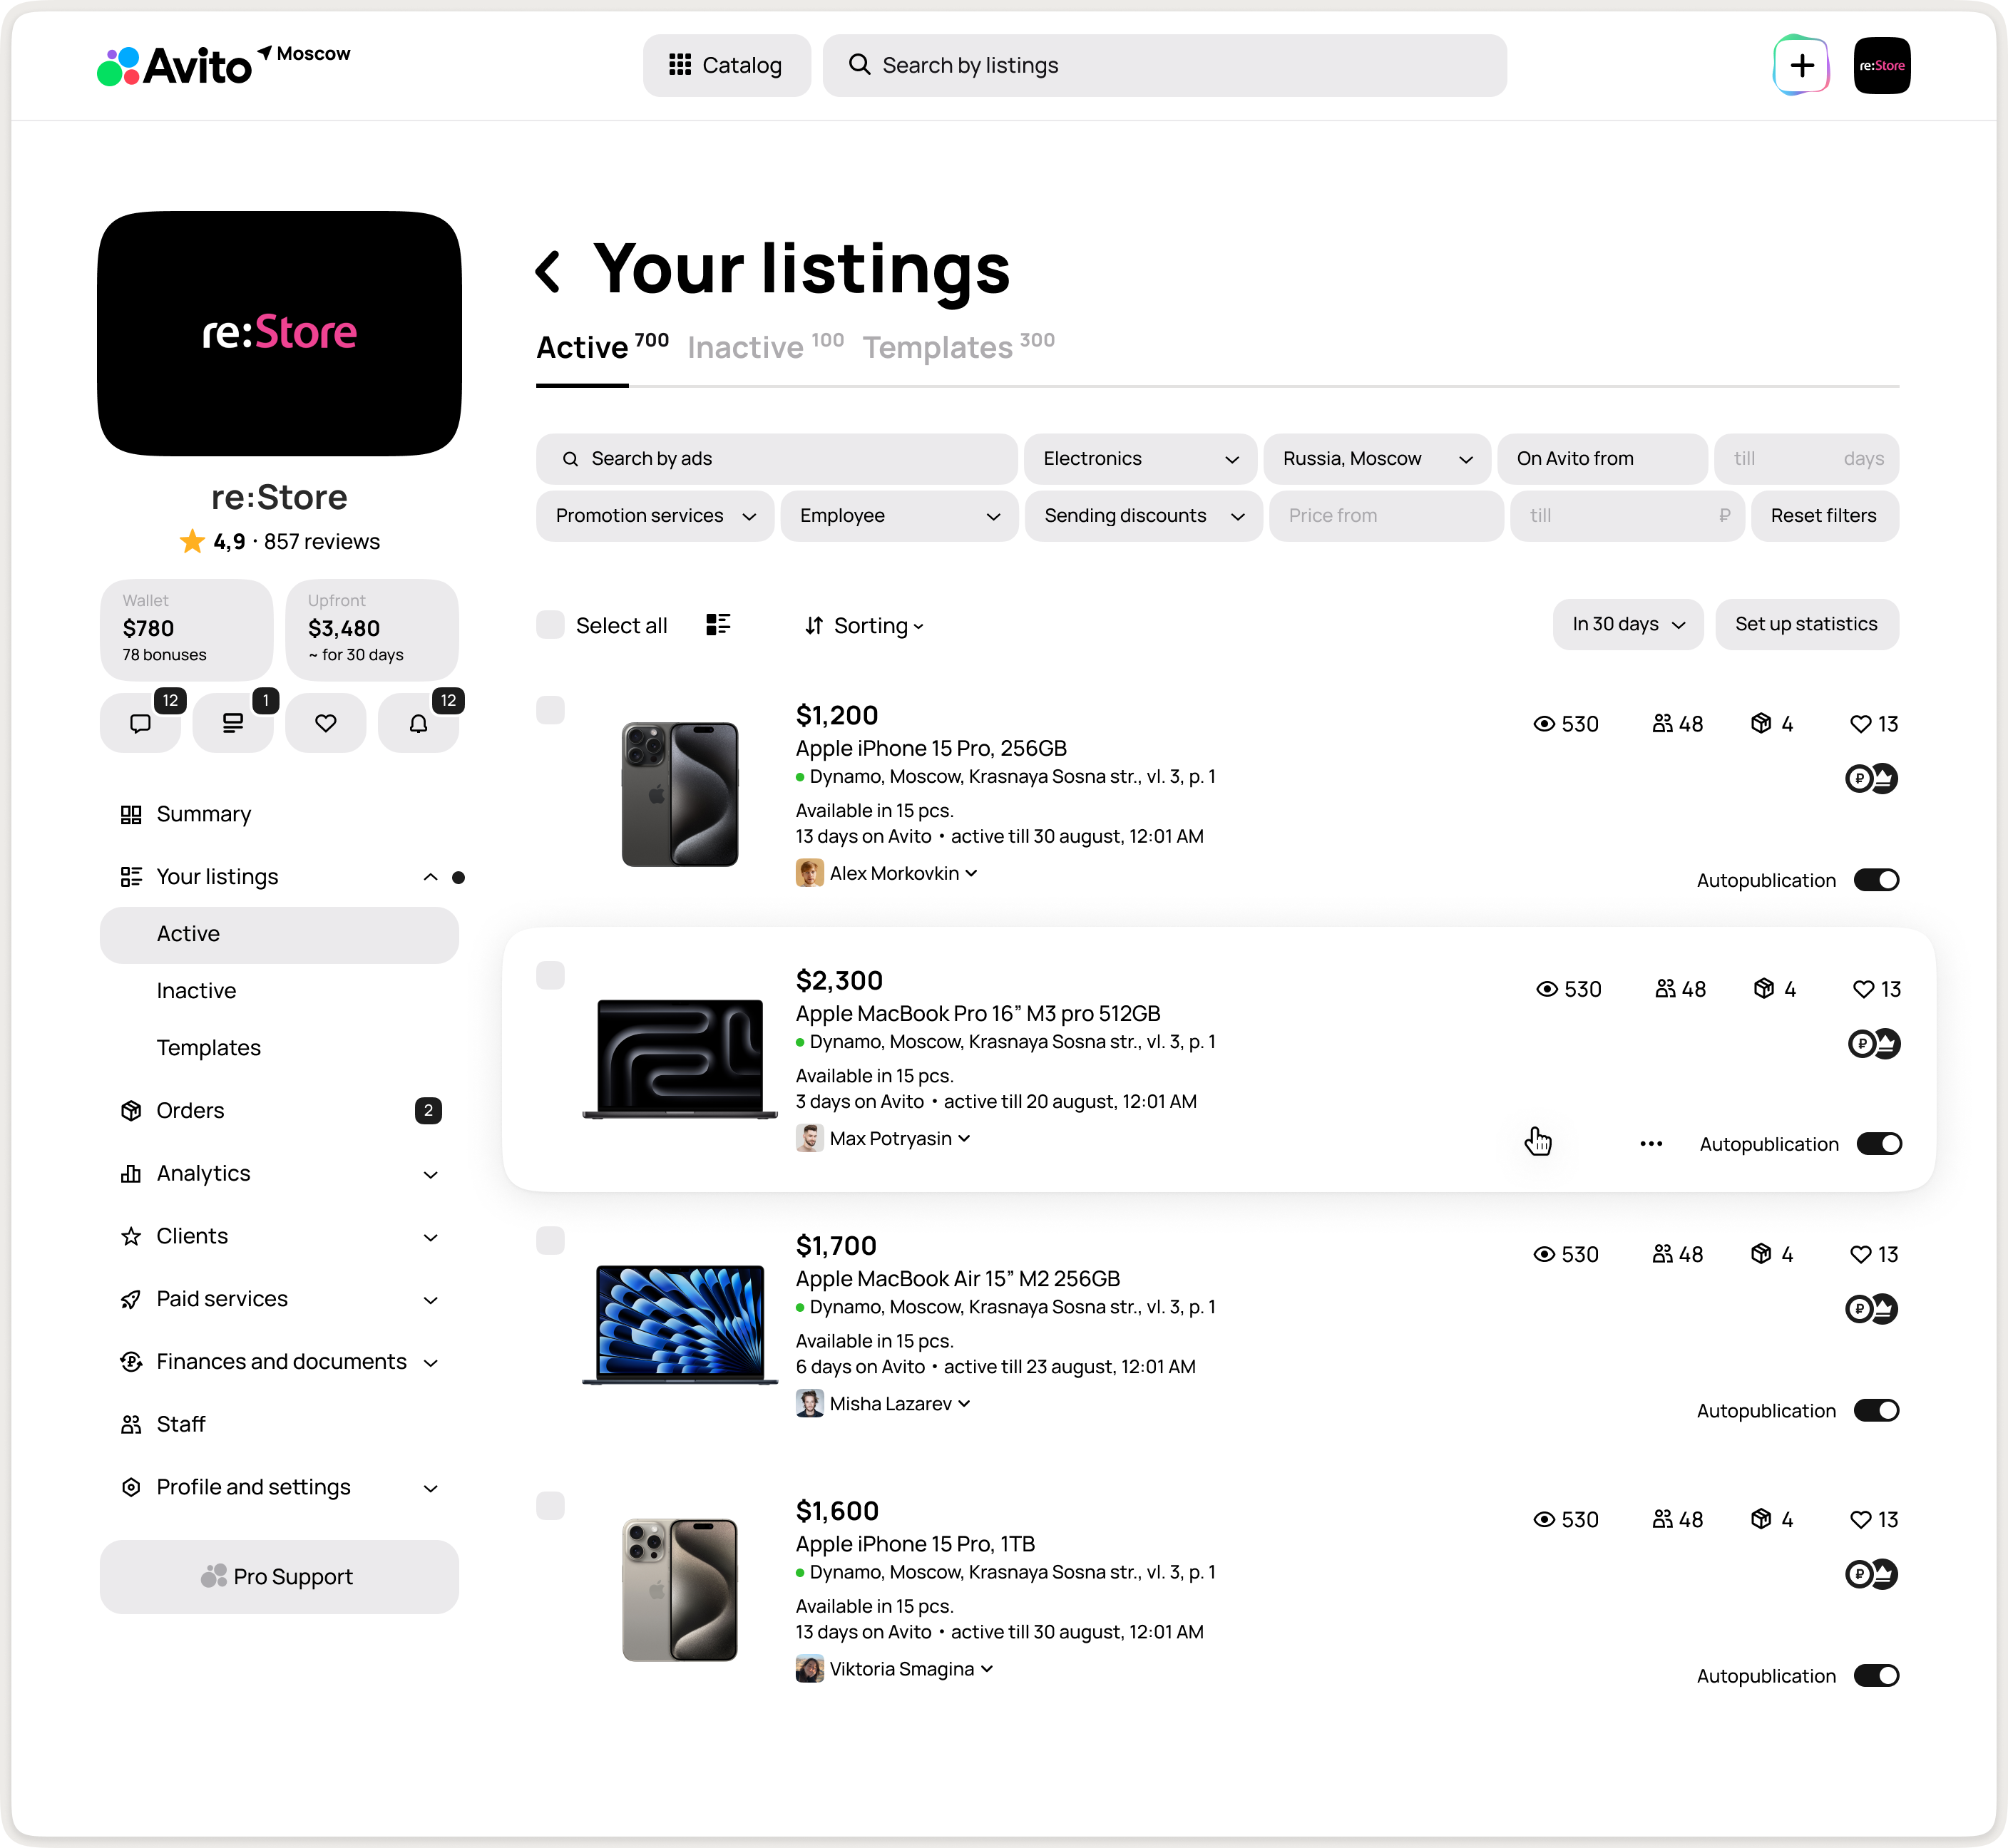 Avito Moscow
Catalog
Search by listings
re:Store
re:Store
re:Store
4,9 · 857 reviews
Wallet
$780
78 bonuses
Upfront
$3,480
~ for 30 days
12
1
12
Summary
Your listings
Active
Inactive
Templates
Orders 2
Analytics
Clients
Paid services
Finances and documents
Staff
Profile and settings
Pro Support
Your listings
Active 700 Inactive 100 Templates 300
Search by ads
Electronics
Russia, Moscow
On Avito from
till days
Promotion services
Employee
Sending discounts
Price from
till ₽
Reset filters
Select all
Sorting
In 30 days
Set up statistics
$1,200
Apple iPhone 15 Pro, 256GB
Dynamo, Moscow, Krasnaya Sosna str., vl. 3, p. 1
Available in 15 pcs.
13 days on Avito • active till 30 august, 12:01 AM
Alex Morkovkin
530 48 4 13
₽
Autopublication
$2,300
Apple MacBook Pro 16” M3 pro 512GB
Dynamo, Moscow, Krasnaya Sosna str., vl. 3, p. 1
Available in 15 pcs.
3 days on Avito • active till 20 august, 12:01 AM
Max Potryasin
530 48 4 13
₽
Autopublication
$1,700
Apple MacBook Air 15” M2 256GB
Dynamo, Moscow, Krasnaya Sosna str., vl. 3, p. 1
Available in 15 pcs.
6 days on Avito • active till 23 august, 12:01 AM
Misha Lazarev
530 48 4 13
₽
Autopublication
$1,600
Apple iPhone 15 Pro, 1TB
Dynamo, Moscow, Krasnaya Sosna str., vl. 3, p. 1
Available in 15 pcs.
13 days on Avito • active till 30 august, 12:01 AM
Viktoria Smagina
530 48 4 13
₽
Autopublication